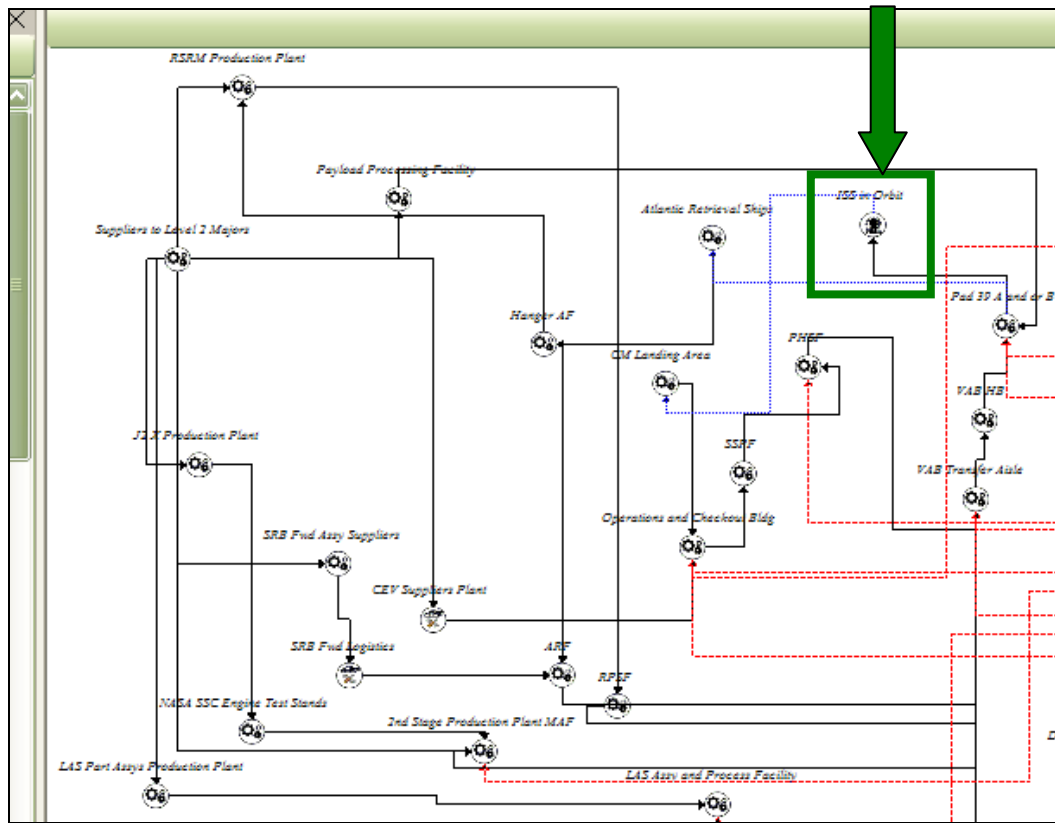 RSRM Production Plant
Payload Processing Facility
ISS in Orbit
Atlantic Retrieval Ships
Suppliers to Level 2 Majors
Pad 39 A and or B
Hanger AF
PHSF
CM Landing Area
VAB HB
J2 X Production Plant
SSPF
VAB Transfer Aisle
Operations and Checkout Bldg
SRB Fwd Assy Suppliers
CEV Suppliers Plant
SRB Fwd Logistics
ARF
RPSF
NASA SSC Engine Test Stands
2nd Stage Production Plant MAF
D
LAS Part Assys Production Plant
LAS Assy and Process Facility